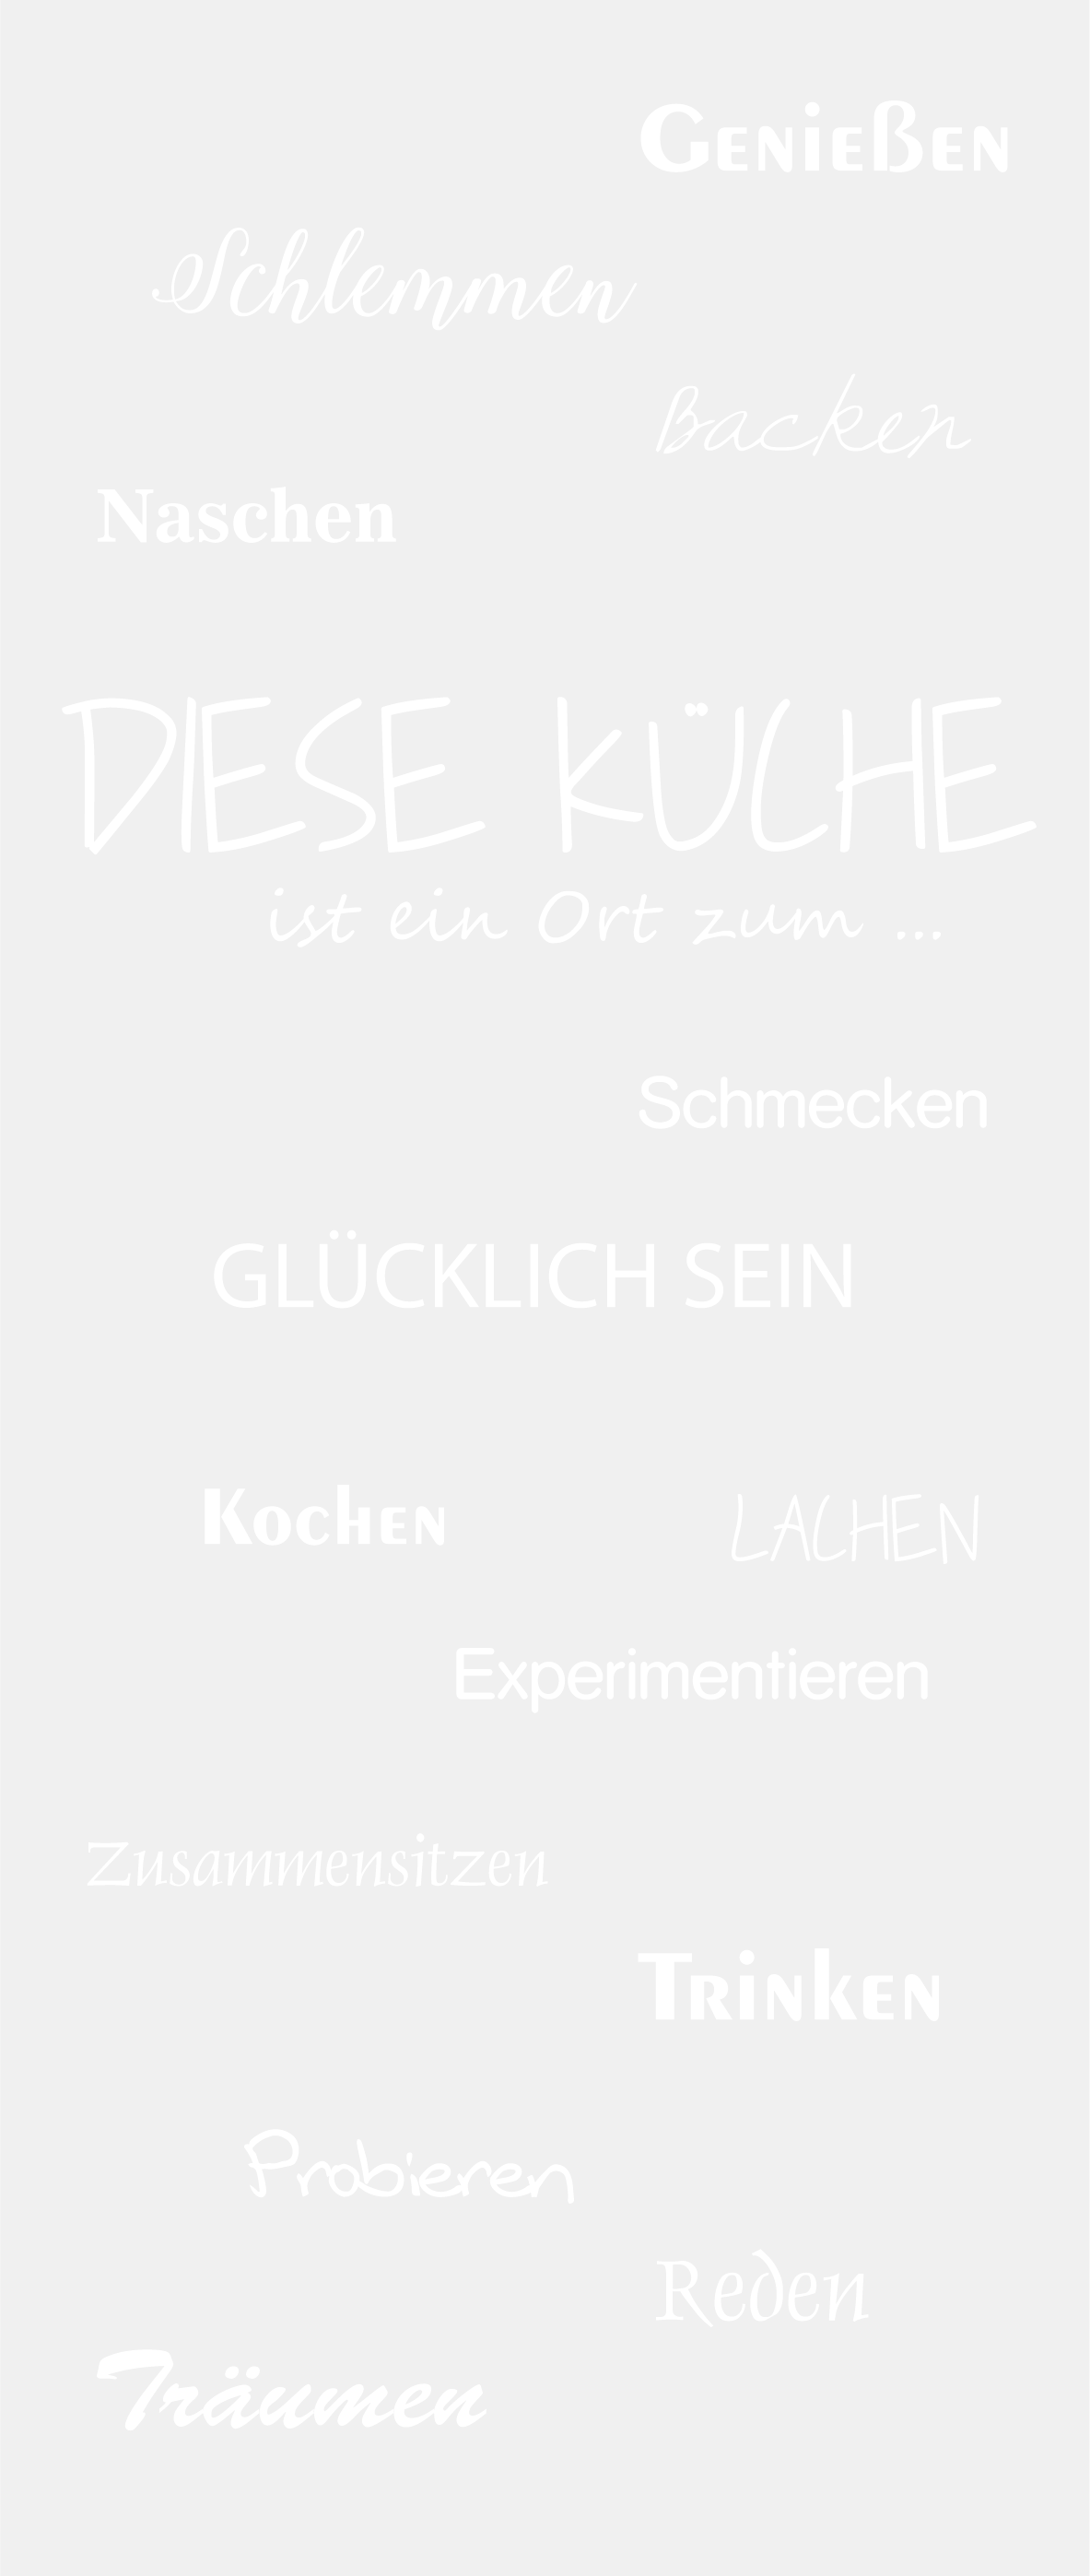 Genießen
Schlemmen
Backen
Naschen
DIESE KÜCHE
ist ein Ort zum ...
Schmecken
GLÜCKLICH SEIN
Kochen
LACHEN
Experimentieren
Zusammensitzen
Trinken
Probieren
Reden
Träumen